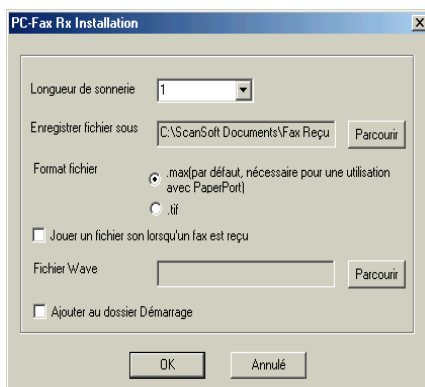 PC-Fax Rx Installation
Longueur de sonnerie 1
Enregistrer fichier sous C:\ScanSoft Documents\Fax Reçu Parcourir
Format fichier
.max(par défaut, nécessaire pour une utilisation
avec PaperPort)
.tif
Jouer un fichier son lorsqu'un fax est reçu
Fichier Wave Parcourir
Ajouter au dossier Démarrage
OK Annulé